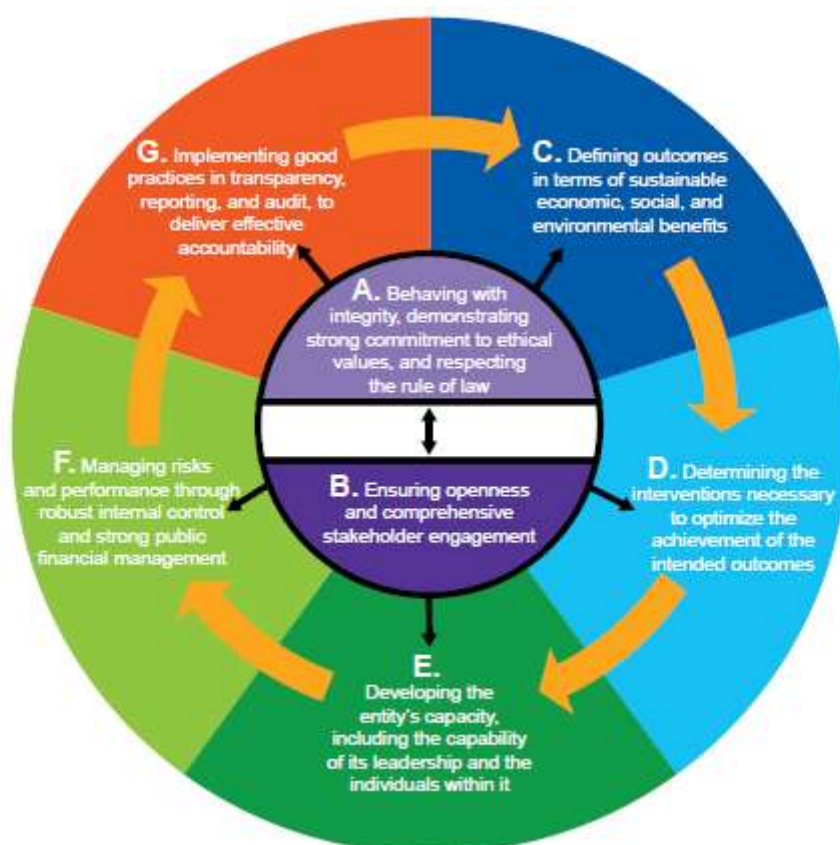 G. Implementing good
practices in transparency,
reporting, and audit, to
deliver effective
accountability
C. Defining outcomes
in terms of sustainable
economic, social, and
environmental benefits
A. Behaving with
integrity, demonstrating
strong commitment to ethical
values, and respecting
the rule of law
F. Managing risks
and performance through
robust internal control
and strong public
financial management
B. Ensuring openness
and comprehensive
stakeholder engagement
D. Determining the
interventions necessary
to optimize the
achievement of the
intended outcomes
E.
Developing the
entity's capacity,
including the capability
of its leadership and the
individuals within it